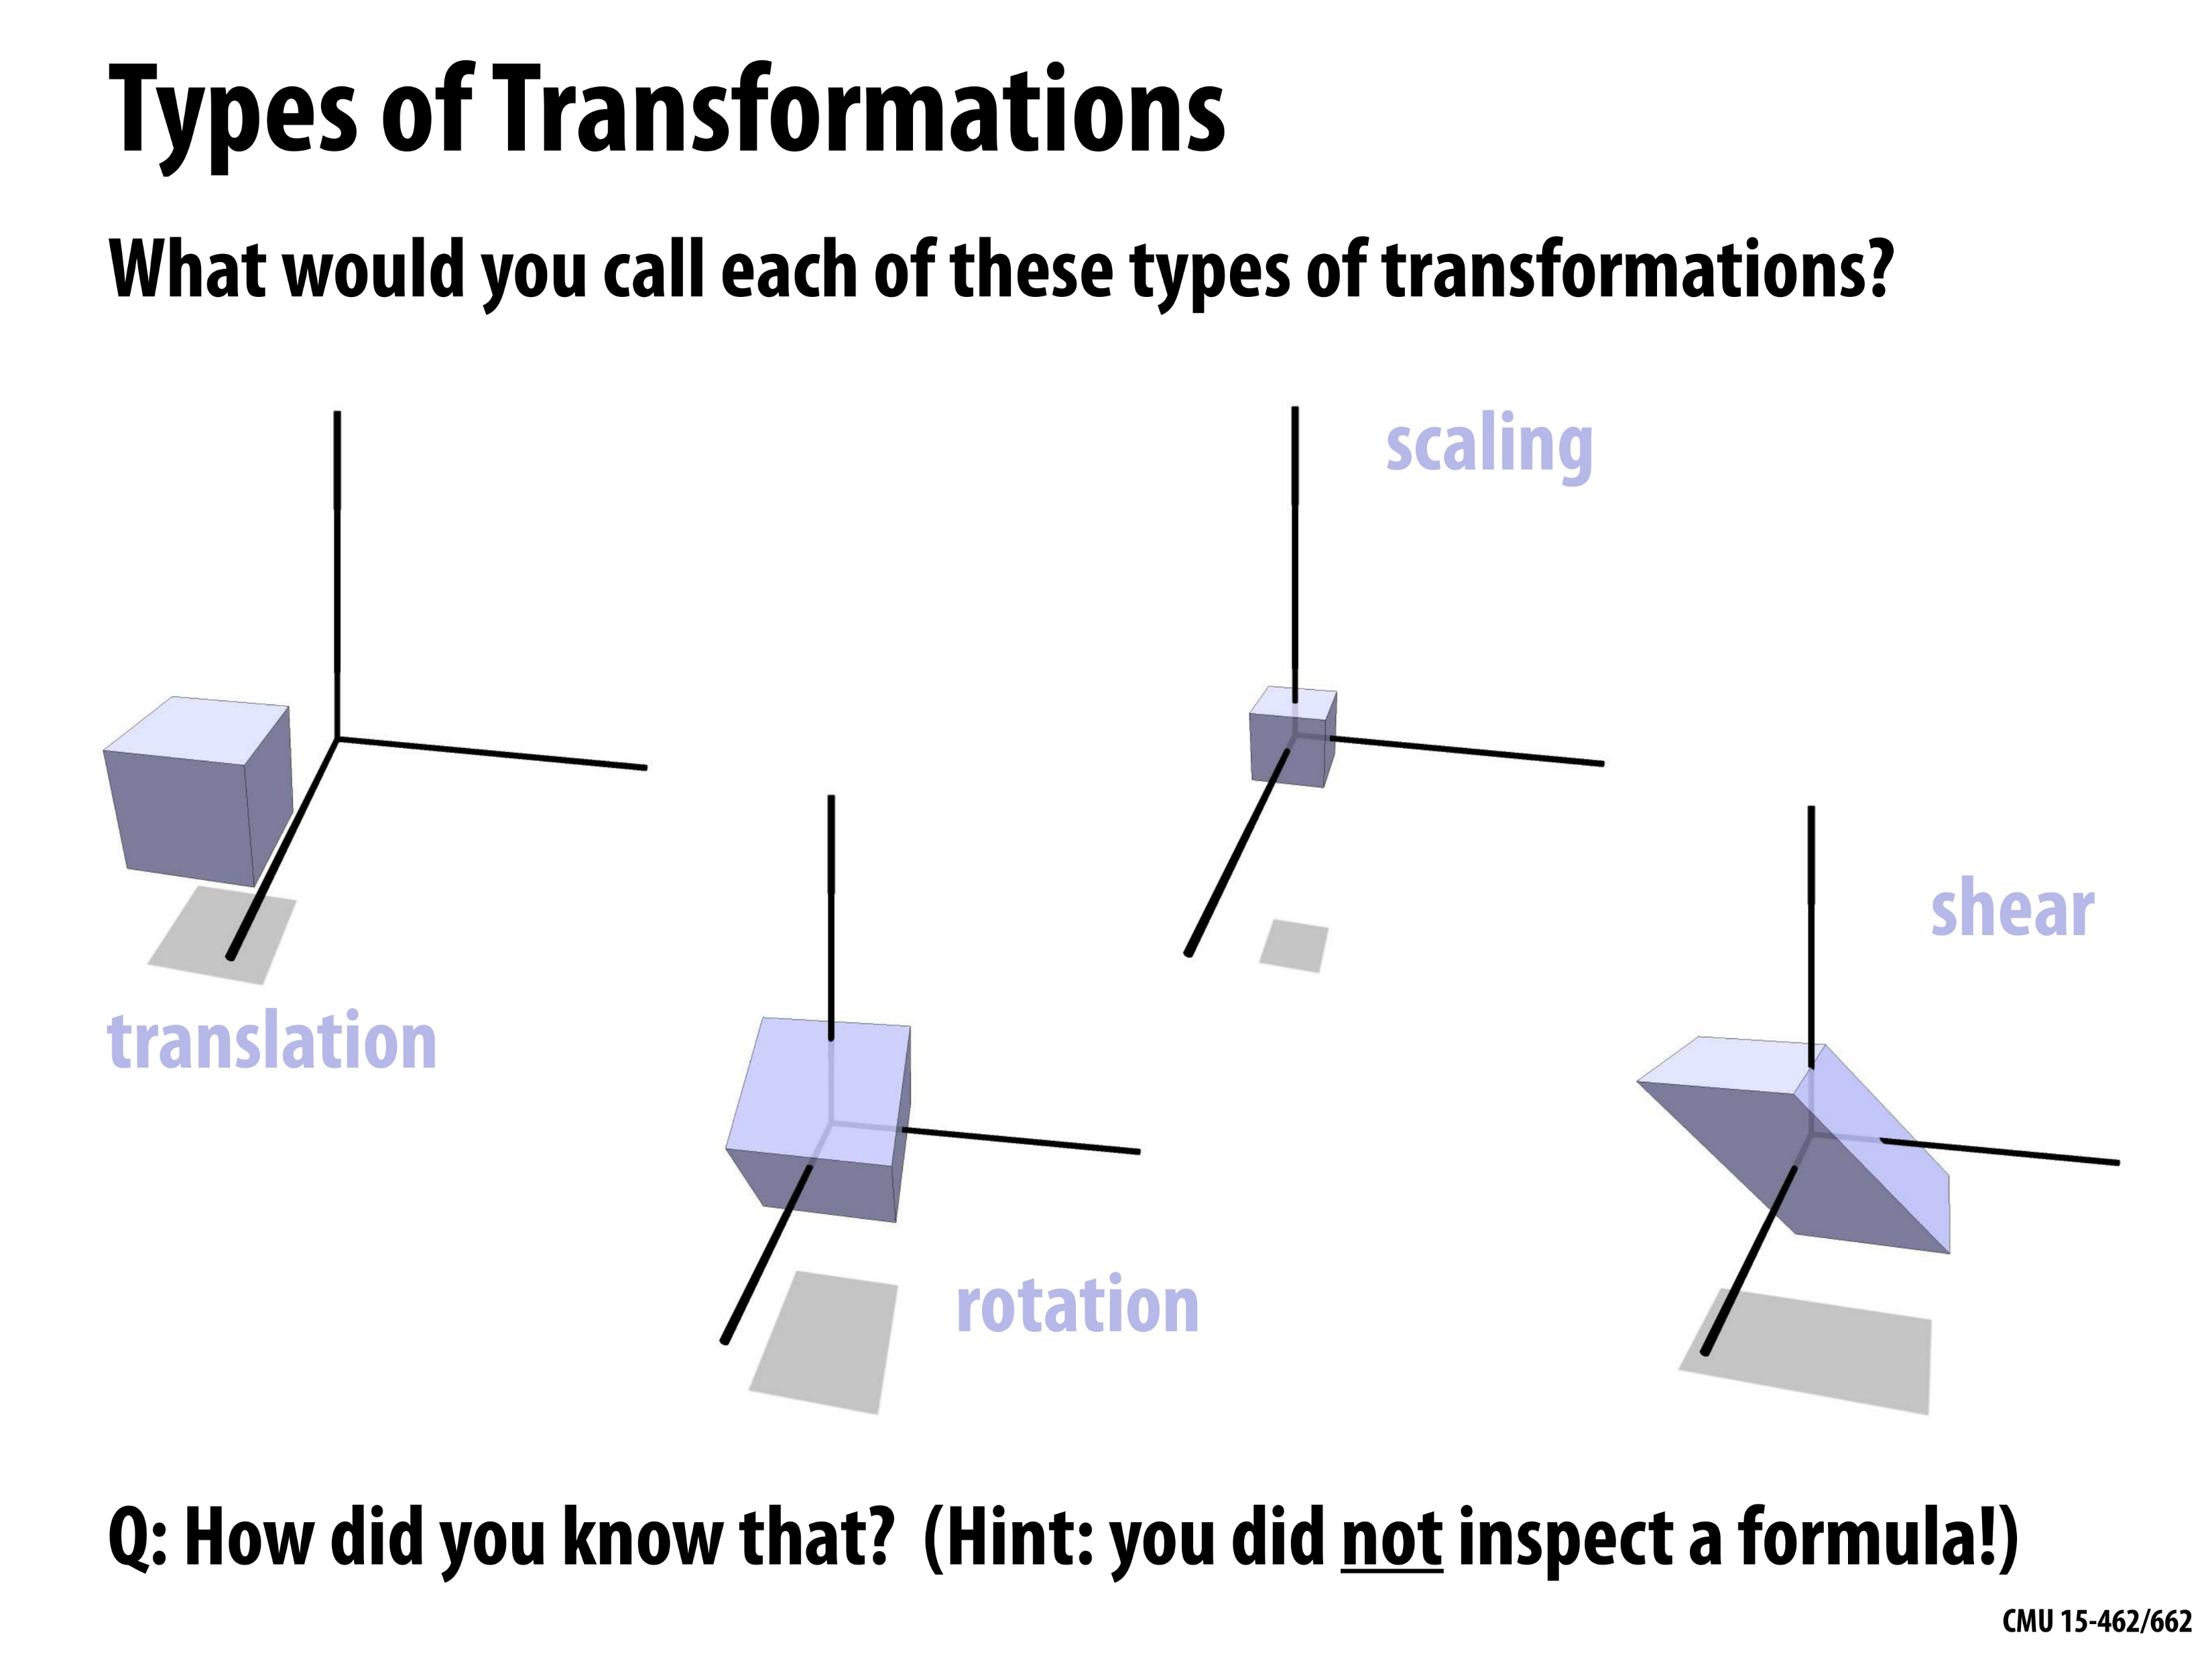 Types of Transformations
What would you call each of these types of transformations?
scaling
shear
translation
rotation
Q: How did you know that? (Hint: you did not inspect a formula!)
CMU 15-462/662